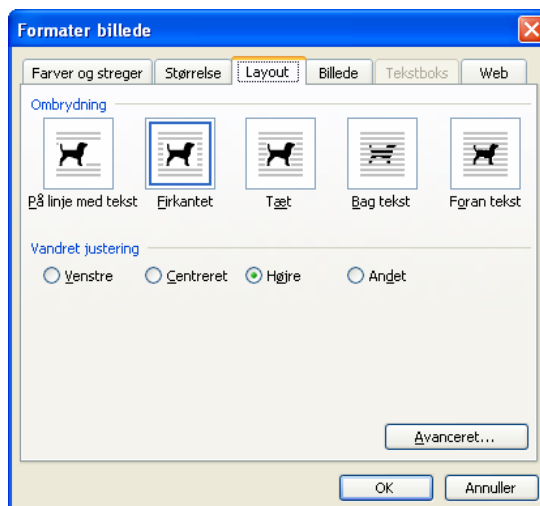 Formater billede
Farver og streger Størrelse Layout Billede Tekstboks Web
Ombrydning
På linje med tekst Firkantet Tæt Bag tekst Foran tekst
Vandret justering
Venstre Centreret Højre Andet
Avanceret...
OK Annuller